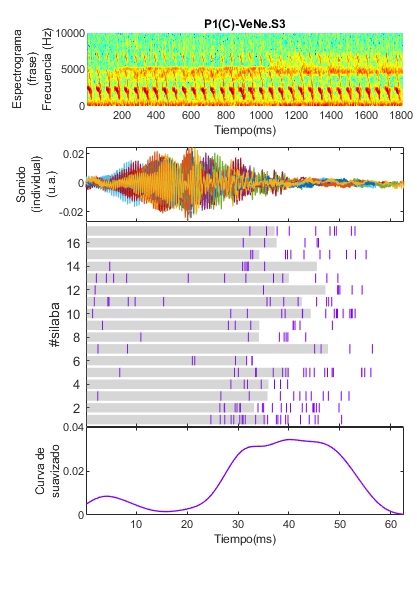 P1(C)-VeNe.S3
Espectrograma
(frase)
Frecuencia (Hz)
10000
5000
0
200 400 600 800 1000 1200 1400 1600 1800
Tiempo(ms)
Sonido
(individual)
(u.a.)
0.02
0
-0.02
#silaba
16
14
12
10
8
6
4
2
Curva de
suavizado
0.04
0.02
0
10 20 30 40 50 60
Tiempo(ms)